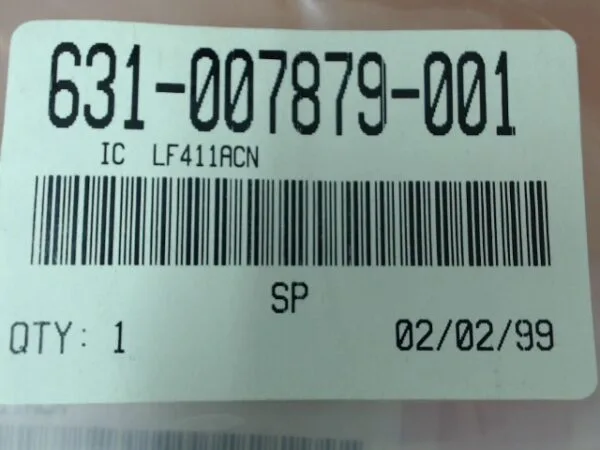 631-007879-001
IC LF411ACN
SP
QTY: 1
02/02/99